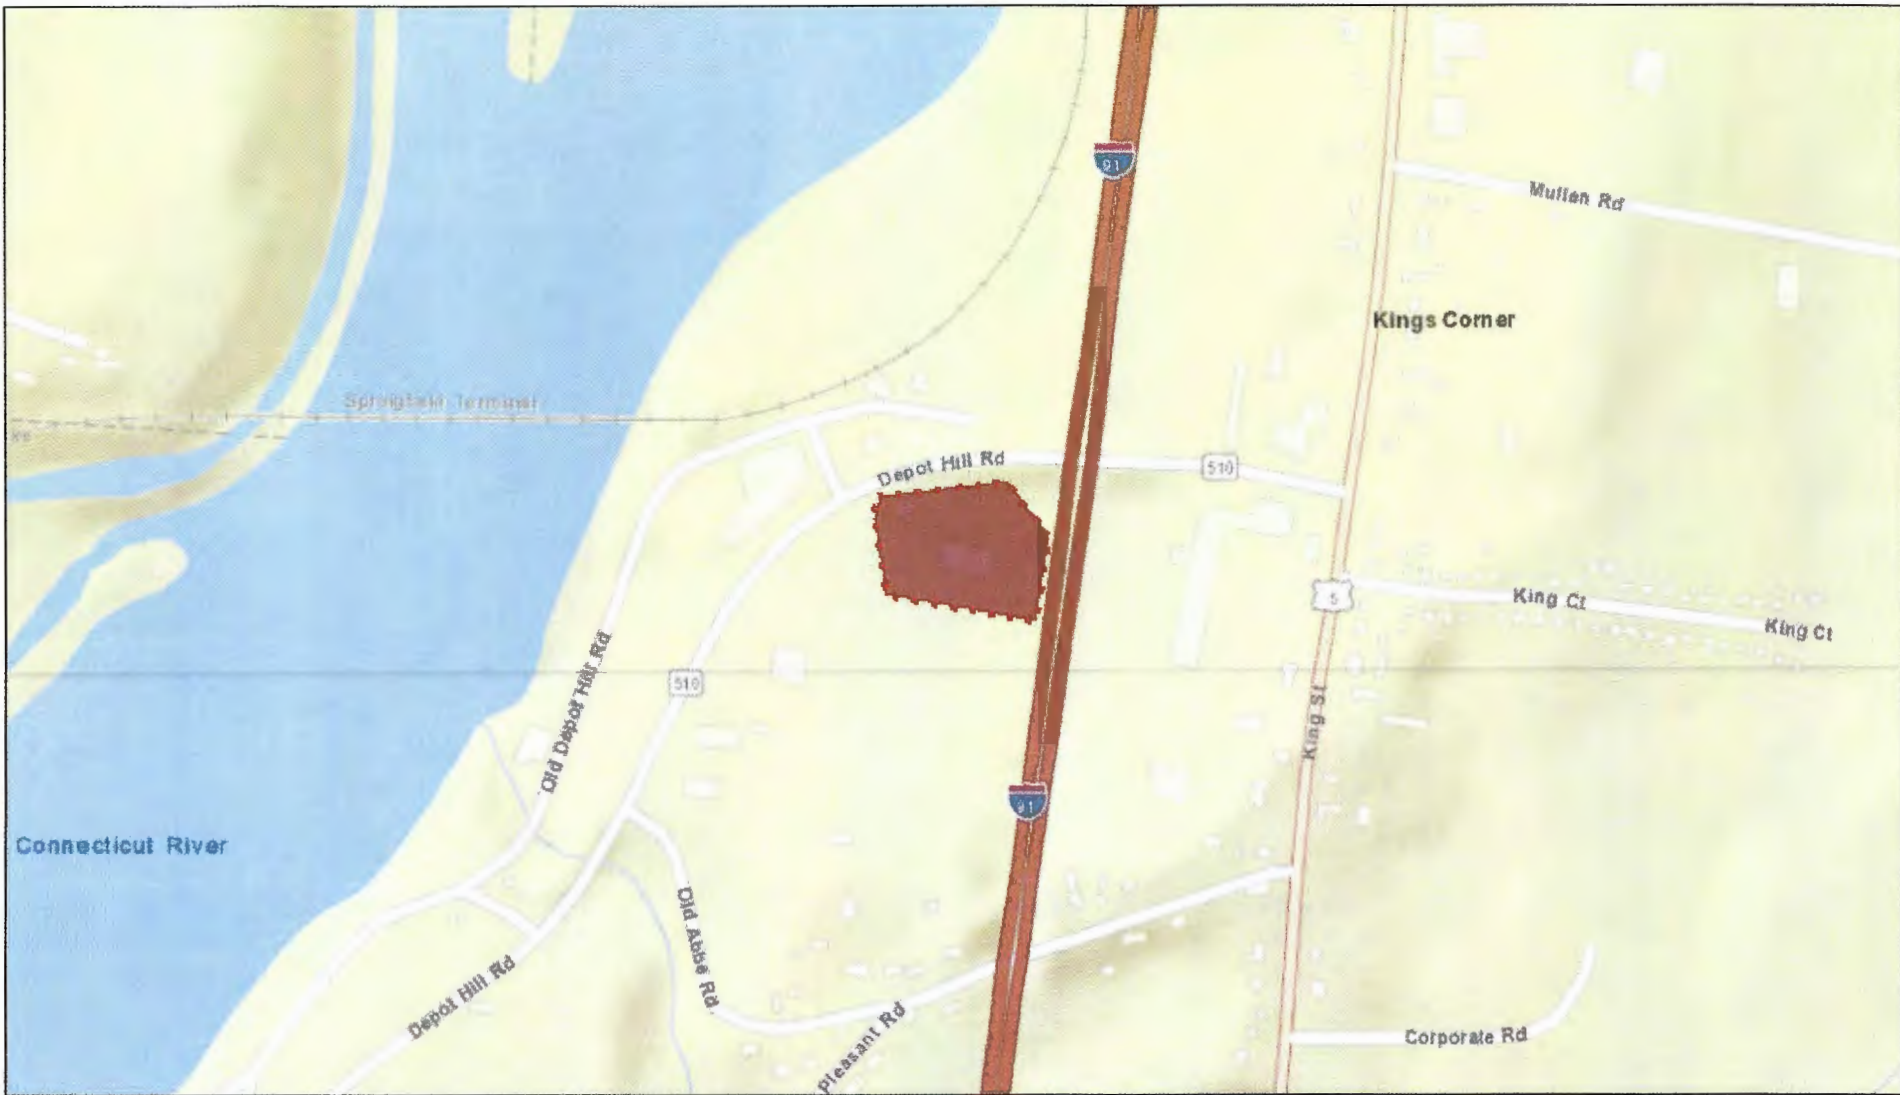 91
Mullen Rd
Kings Corner
Springfield Terminal
Depot Hill Rd
510
King Ct
5
King Ct
Old Depot Hill Rd
510
King St
91
Connecticut River
Old Abbe Rd
Depot Hill Rd
Pleasant Rd
Corporate Rd